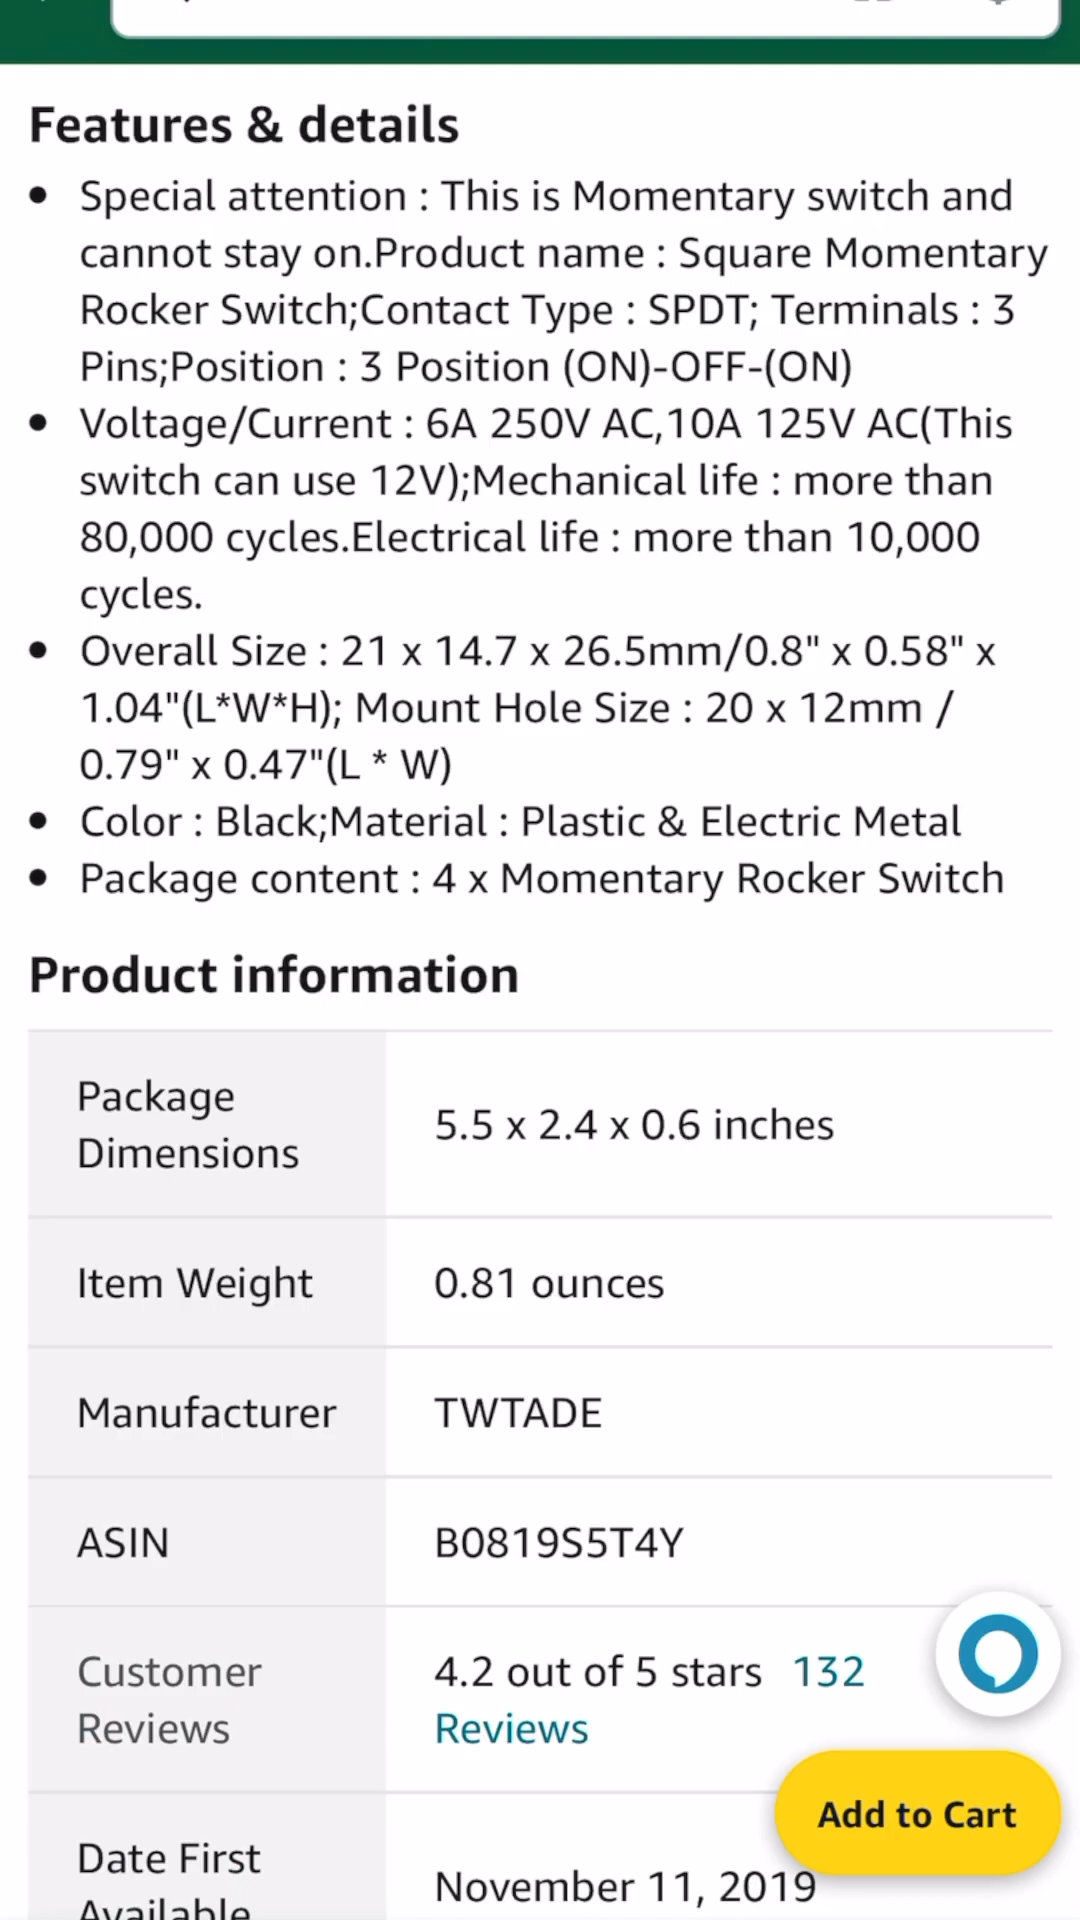 Features & details
• Special attention : This is Momentary switch and
cannot stay on.Product name : Square Momentary
Rocker Switch;Contact Type : SPDT; Terminals : 3
Pins;Position : 3 Position (ON)-OFF-(ON)
• Voltage/Current : 6A 250V AC,10A 125V AC(This
switch can use 12V);Mechanical life : more than
80,000 cycles.Electrical life : more than 10,000
cycles.
• Overall Size : 21 x 14.7 x 26.5mm/0.8" x 0.58" x
1.04"(L*W*H); Mount Hole Size : 20 x 12mm /
0.79" x 0.47"(L * W)
• Color : Black;Material : Plastic & Electric Metal
• Package content : 4 x Momentary Rocker Switch
Product information
Package
Dimensions
5.5 x 2.4 x 0.6 inches
Item Weight
0.81 ounces
Manufacturer
TWTADE
ASIN
B0819S5T4Y
Customer
Reviews
4.2 out of 5 stars 132
Reviews
Date First
Available
November 11, 2019
Add to Cart